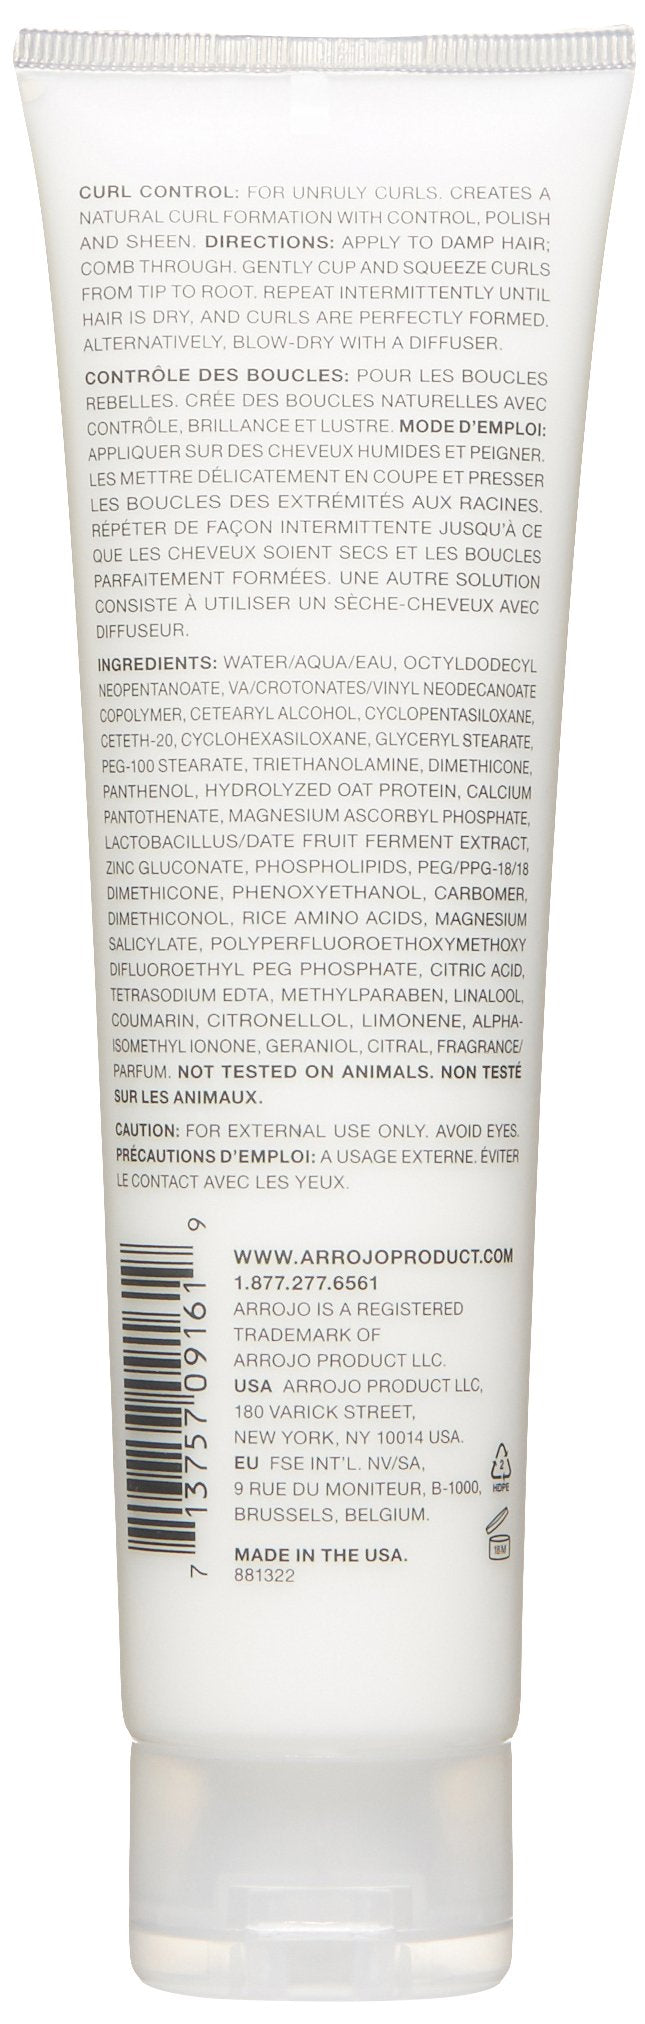 CURL CONTROL: FOR UNRULY CURLS. CREATES A
NATURAL CURL FORMATION WITH CONTROL, POLISH
AND SHEEN. DIRECTIONS: APPLY TO DAMP HAIR;
COMB THROUGH. GENTLY CUP AND SQUEEZE CURLS
FROM TIP TO ROOT. REPEAT INTERMITTENTLY UNTIL
HAIR IS DRY, AND CURLS ARE PERFECTLY FORMED.
ALTERNATIVELY, BLOW-DRY WITH A DIFFUSER.
CONTRÔLE DES BOUCLES: POUR LES BOUCLES
REBELLES. CRÉE DES BOUCLES NATURELLES AVEC
CONTRÔLE, BRILLANCE ET LUSTRE. MODE D'EMPLOI:
APPLIQUER SUR DES CHEVEUX HUMIDES ET PEIGNER.
LES METTRE DÉLICATEMENT EN COUPE ET PRESSER
LES BOUCLES DES EXTRÉMITÉS AUX RACINES.
RÉPÉTER DE FAÇON INTERMITTENTE JUSQU'À CE
QUE LES CHEVEUX SOIENT SECS ET LES BOUCLES
PARFAITEMENT FORMÉES. UNE AUTRE SOLUTION
CONSISTE À UTILISER UN SÈCHE-CHEVEUX AVEC
DIFFUSEUR.
INGREDIENTS: WATER/AQUA/EAU, OCTYLDODECYL
NEOPENTANOATE, VA/CROTONATES/VINYL NEODECANOATE
COPOLYMER, CETEARYL ALCOHOL, CYCLOPENTASILOXANE,
CETETH-20, CYCLOHEXASILOXANE, GLYCERYL STEARATE,
PEG-100 STEARATE, TRIETHANOLAMINE, DIMETHICONE,
PANTHENOL, HYDROLYZED OAT PROTEIN, CALCIUM
PANTOTHENATE, MAGNESIUM ASCORBYL PHOSPHATE,
LACTOBACILLUS/DATE FRUIT FERMENT EXTRACT,
ZINC GLUCONATE, PHOSPHOLIPIDS, PEG/PPG-18/18
DIMETHICONE, PHENOXYETHANOL, CARBOMER,
DIMETHICONOL, RICE AMINO ACIDS, MAGNESIUM
SALICYLATE, POLYPERFLUOROETHOXYMETHOXY
DIFLUOROETHYL PEG PHOSPHATE, CITRIC ACID,
TETRASODIUM EDTA, METHYLPARABEN, LINALOOL,
COUMARIN, CITRONELLOL, LIMONENE, ALPHA-
ISOMETHYL IONONE, GERANIOL, CITRAL, FRAGRANCE/
PARFUM. NOT TESTED ON ANIMALS. NON TESTÉ
SUR LES ANIMAUX.
CAUTION: FOR EXTERNAL USE ONLY. AVOID EYES.
PRÉCAUTIONS D'EMPLOI: A USAGE EXTERNE. ÉVITER
LE CONTACT AVEC LES YEUX.
7 13757 09161 9
WWW.ARROJOPRODUCT.COM
1.877.277.6561
ARROJO IS A REGISTERED
TRADEMARK OF
ARROJO PRODUCT LLC.
USA ARROJO PRODUCT LLC,
180 VARICK STREET,
NEW YORK, NY 10014 USA.
EU FSE INT'L. NV/SA,
9 RUE DU MONITEUR, B-1000,
BRUSSELS, BELGIUM.
2
HDPE
18M
MADE IN THE USA.
881322